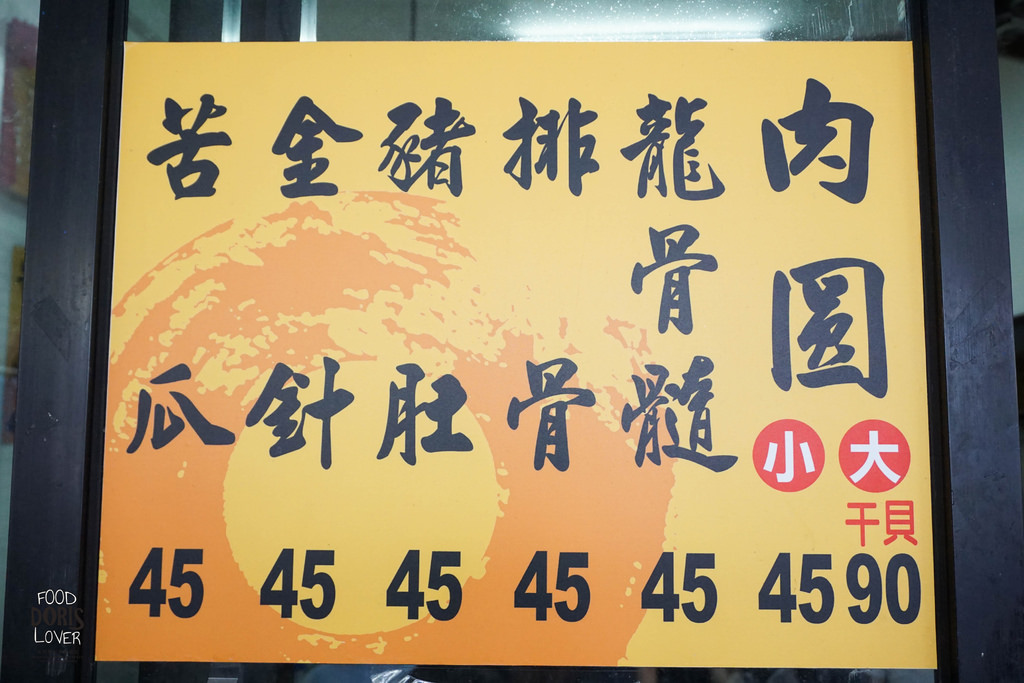 肉圓
小 大
干貝
45 90
龍骨髓
45
排骨
45
豬肚
45
金針
45
苦瓜
45
FOOD
DORIS
LOVER